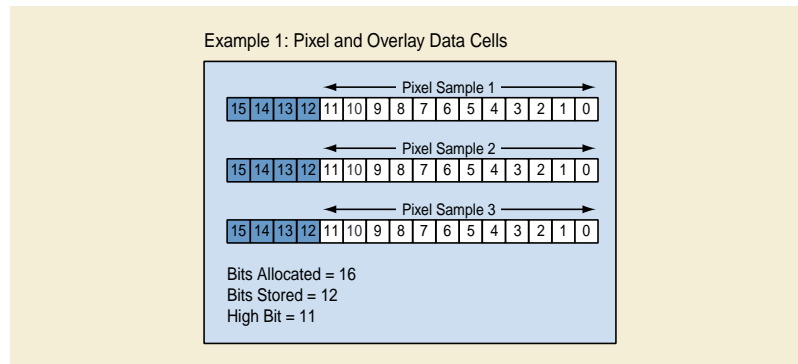 Example 1: Pixel and Overlay Data Cells
Pixel Sample 1
15 14 13 12 11 10 9 8 7 6 5 4 3 2 1 0
Pixel Sample 2
15 14 13 12 11 10 9 8 7 6 5 4 3 2 1 0
Pixel Sample 3
15 14 13 12 11 10 9 8 7 6 5 4 3 2 1 0
Bits Allocated = 16
Bits Stored = 12
High Bit = 11